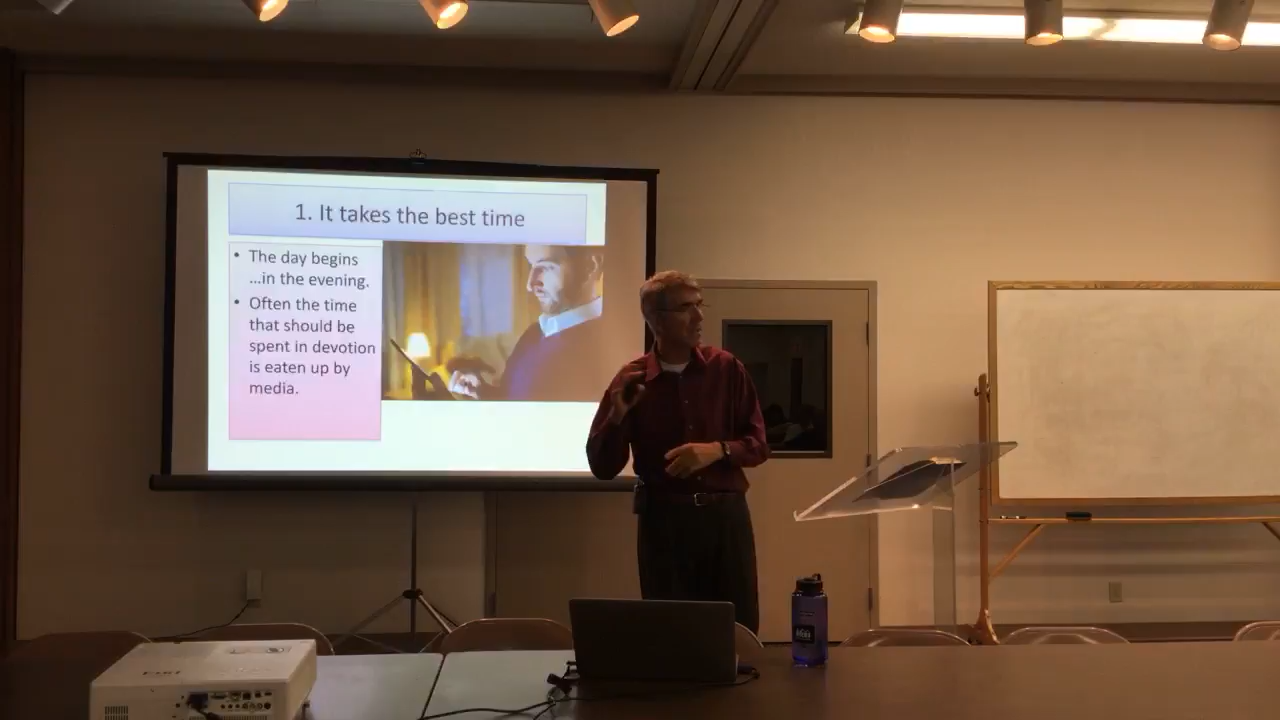 1. It takes the best time
• The day begins
...in the evening.
• Often the time
that should be
spent in devotion
is eaten up by
media.